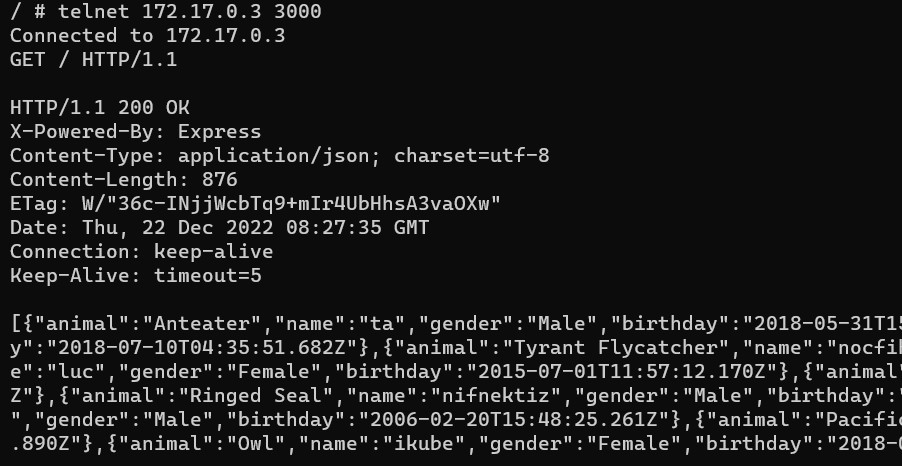 / # telnet 172.17.0.3 3000
Connected to 172.17.0.3
GET / HTTP/1.1
HTTP/1.1 200 OK
X-Powered-By: Express
Content-Type: application/json; charset=utf-8
Content-Length: 876
ETag: W/"36c-INjjWcbTq9+mIr4UbHhsA3vaOXw"
Date: Thu, 22 Dec 2022 08:27:35 GMT
Connection: keep-alive
Keep-Alive: timeout=5
[{"animal":"Anteater","name":"ta","gender":"Male","birthday":"2018-05-31T15
y":"2018-07-10T04:35:51.682Z"},{"animal":"Tyrant Flycatcher","name":"nocfik
e":"luc","gender":"Female","birthday":"2015-07-01T11:57:12.170Z"},{"animal"
Z"},{"animal":"Ringed Seal","name":"nifnektiz","gender":"Male","birthday":"
","gender":"Male","birthday":"2006-02-20T15:48:25.261Z"},{"animal":"Pacific
.890Z"},{"animal":"Owl","name":"ikube","gender":"Female","birthday":"2018-0